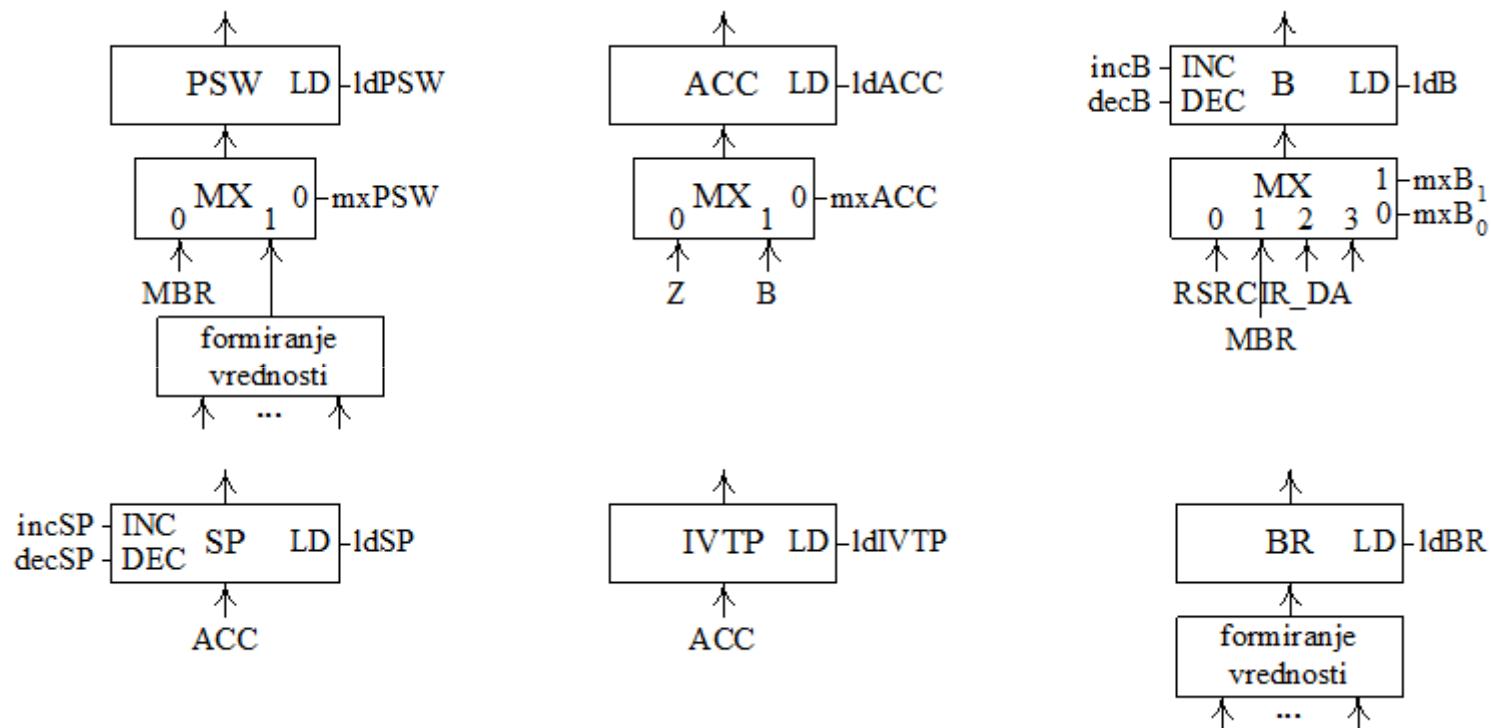 PSW LD ldPSW
MX 0 mxPSW
0 1
MBR
formiranje
vrednosti
...
ACC LD ldACC
MX 0 mxACC
0 1
Z B
incB INC B LD ldB
decB DEC
MX 1 mxB1
0 mxB0
0 1 2 3
RSRCIR_DA
MBR
incSP INC SP LD ldSP
decSP DEC
ACC
IVTP LD ldIVTP
ACC
BR LD ldBR
formiranje
vrednosti
...